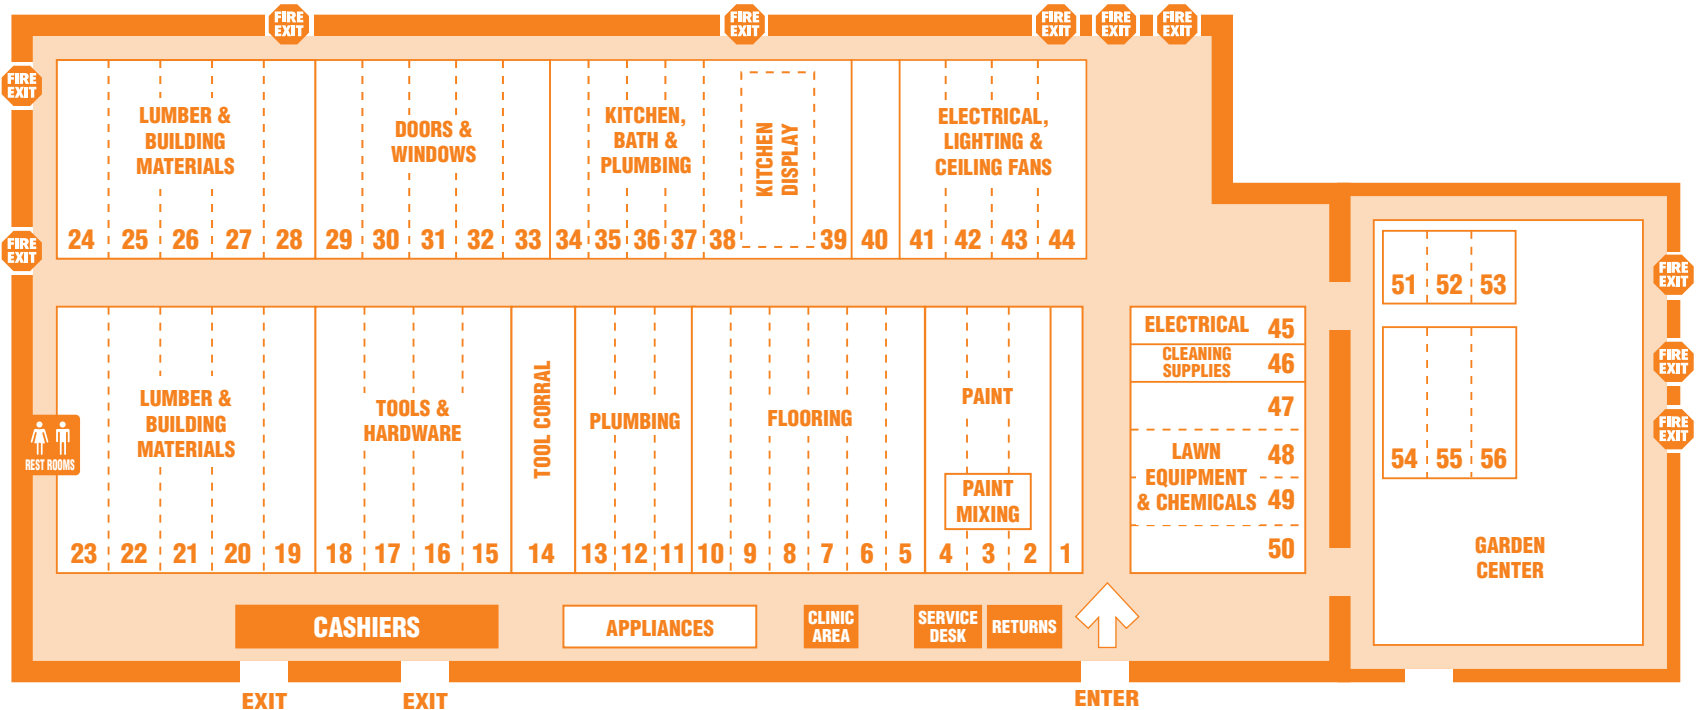 FIRE
EXIT
FIRE
EXIT
FIRE
EXIT
FIRE
EXIT
FIRE
EXIT
FIRE
EXIT
FIRE
EXIT
LUMBER &
BUILDING
MATERIALS
24 25 26 27 28
DOORS &
WINDOWS
29 30 31 32 33
KITCHEN,
BATH &
PLUMBING
34 35 36 37 38
KITCHEN
DISPLAY
39 40
ELECTRICAL,
LIGHTING &
CEILING FANS
41 42 43 44
51 52 53
54 55 56
GARDEN
CENTER
FIRE
EXIT
FIRE
EXIT
FIRE
EXIT
REST ROOMS
LUMBER &
BUILDING
MATERIALS
23 22 21 20 19
TOOLS &
HARDWARE
18 17 16 15
TOOL CORRAL
14
PLUMBING
13 12 11
FLOORING
10 9 8 7 6 5
PAINT
PAINT
MIXING
4 3 2 1
ELECTRICAL 45
CLEANING
SUPPLIES 46
47
LAWN
EQUIPMENT
& CHEMICALS
48
49
50
CASHIERS
APPLIANCES
CLINIC
AREA
SERVICE
DESK
RETURNS
EXIT
EXIT
ENTER